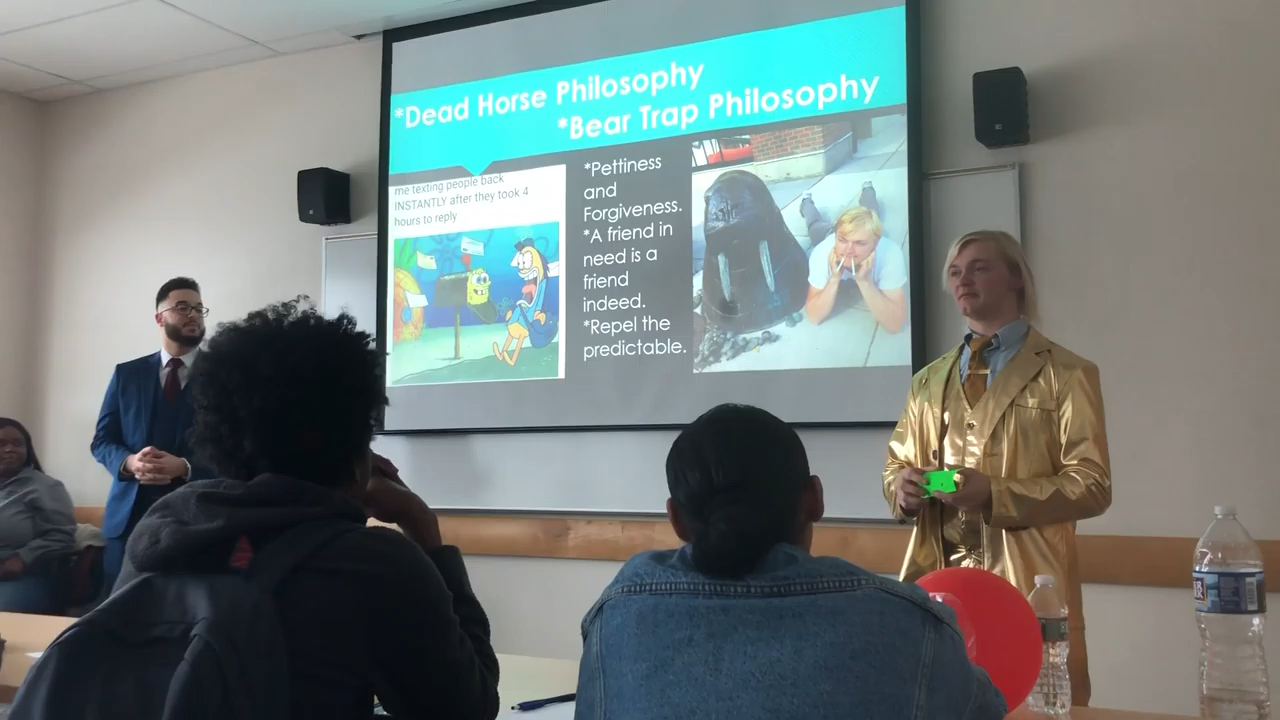 *Dead Horse Philosophy
*Bear Trap Philosophy
me texting people back
INSTANTLY after they took 4
hours to reply
*Pettiness
and
Forgiveness.
*A friend in
need is a
friend
indeed.
*Repel the
predictable.